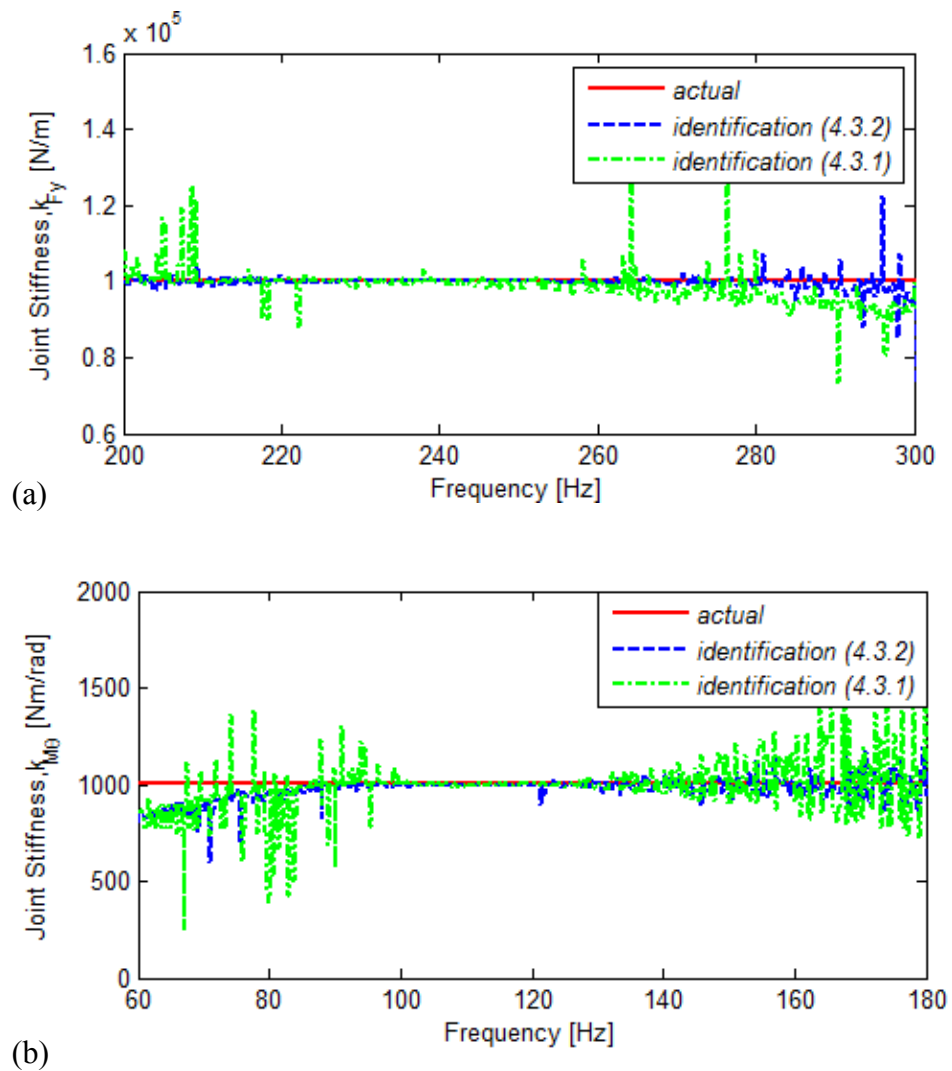 x 10^5
1.6
1.4
1.2
1
0.8
0.6
Joint Stiffness,k_Fy [N/m]
actual
identification (4.3.2)
identification (4.3.1)
200 220 240 260 280 300
Frequency [Hz]
(a)
2000
1500
1000
500
0
Joint Stiffness,k_Mθ [Nm/rad]
actual
identification (4.3.2)
identification (4.3.1)
60 80 100 120 140 160 180
Frequency [Hz]
(b)